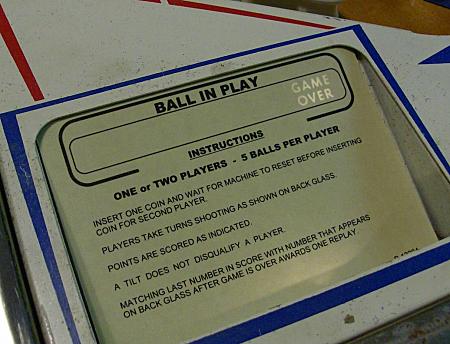 BALL IN PLAY
GAME
OVER
INSTRUCTIONS
ONE or TWO PLAYERS - 5 BALLS PER PLAYER
INSERT ONE COIN AND WAIT FOR MACHINE TO RESET BEFORE INSERTING
COIN FOR SECOND PLAYER.
PLAYERS TAKE TURNS SHOOTING AS SHOWN ON BACK GLASS.
POINTS ARE SCORED AS INDICATED.
A TILT DOES NOT DISQUALIFY A PLAYER.
MATCHING LAST NUMBER IN SCORE WITH NUMBER THAT APPEARS
ON BACK GLASS AFTER GAME IS OVER AWARDS ONE REPLAY.